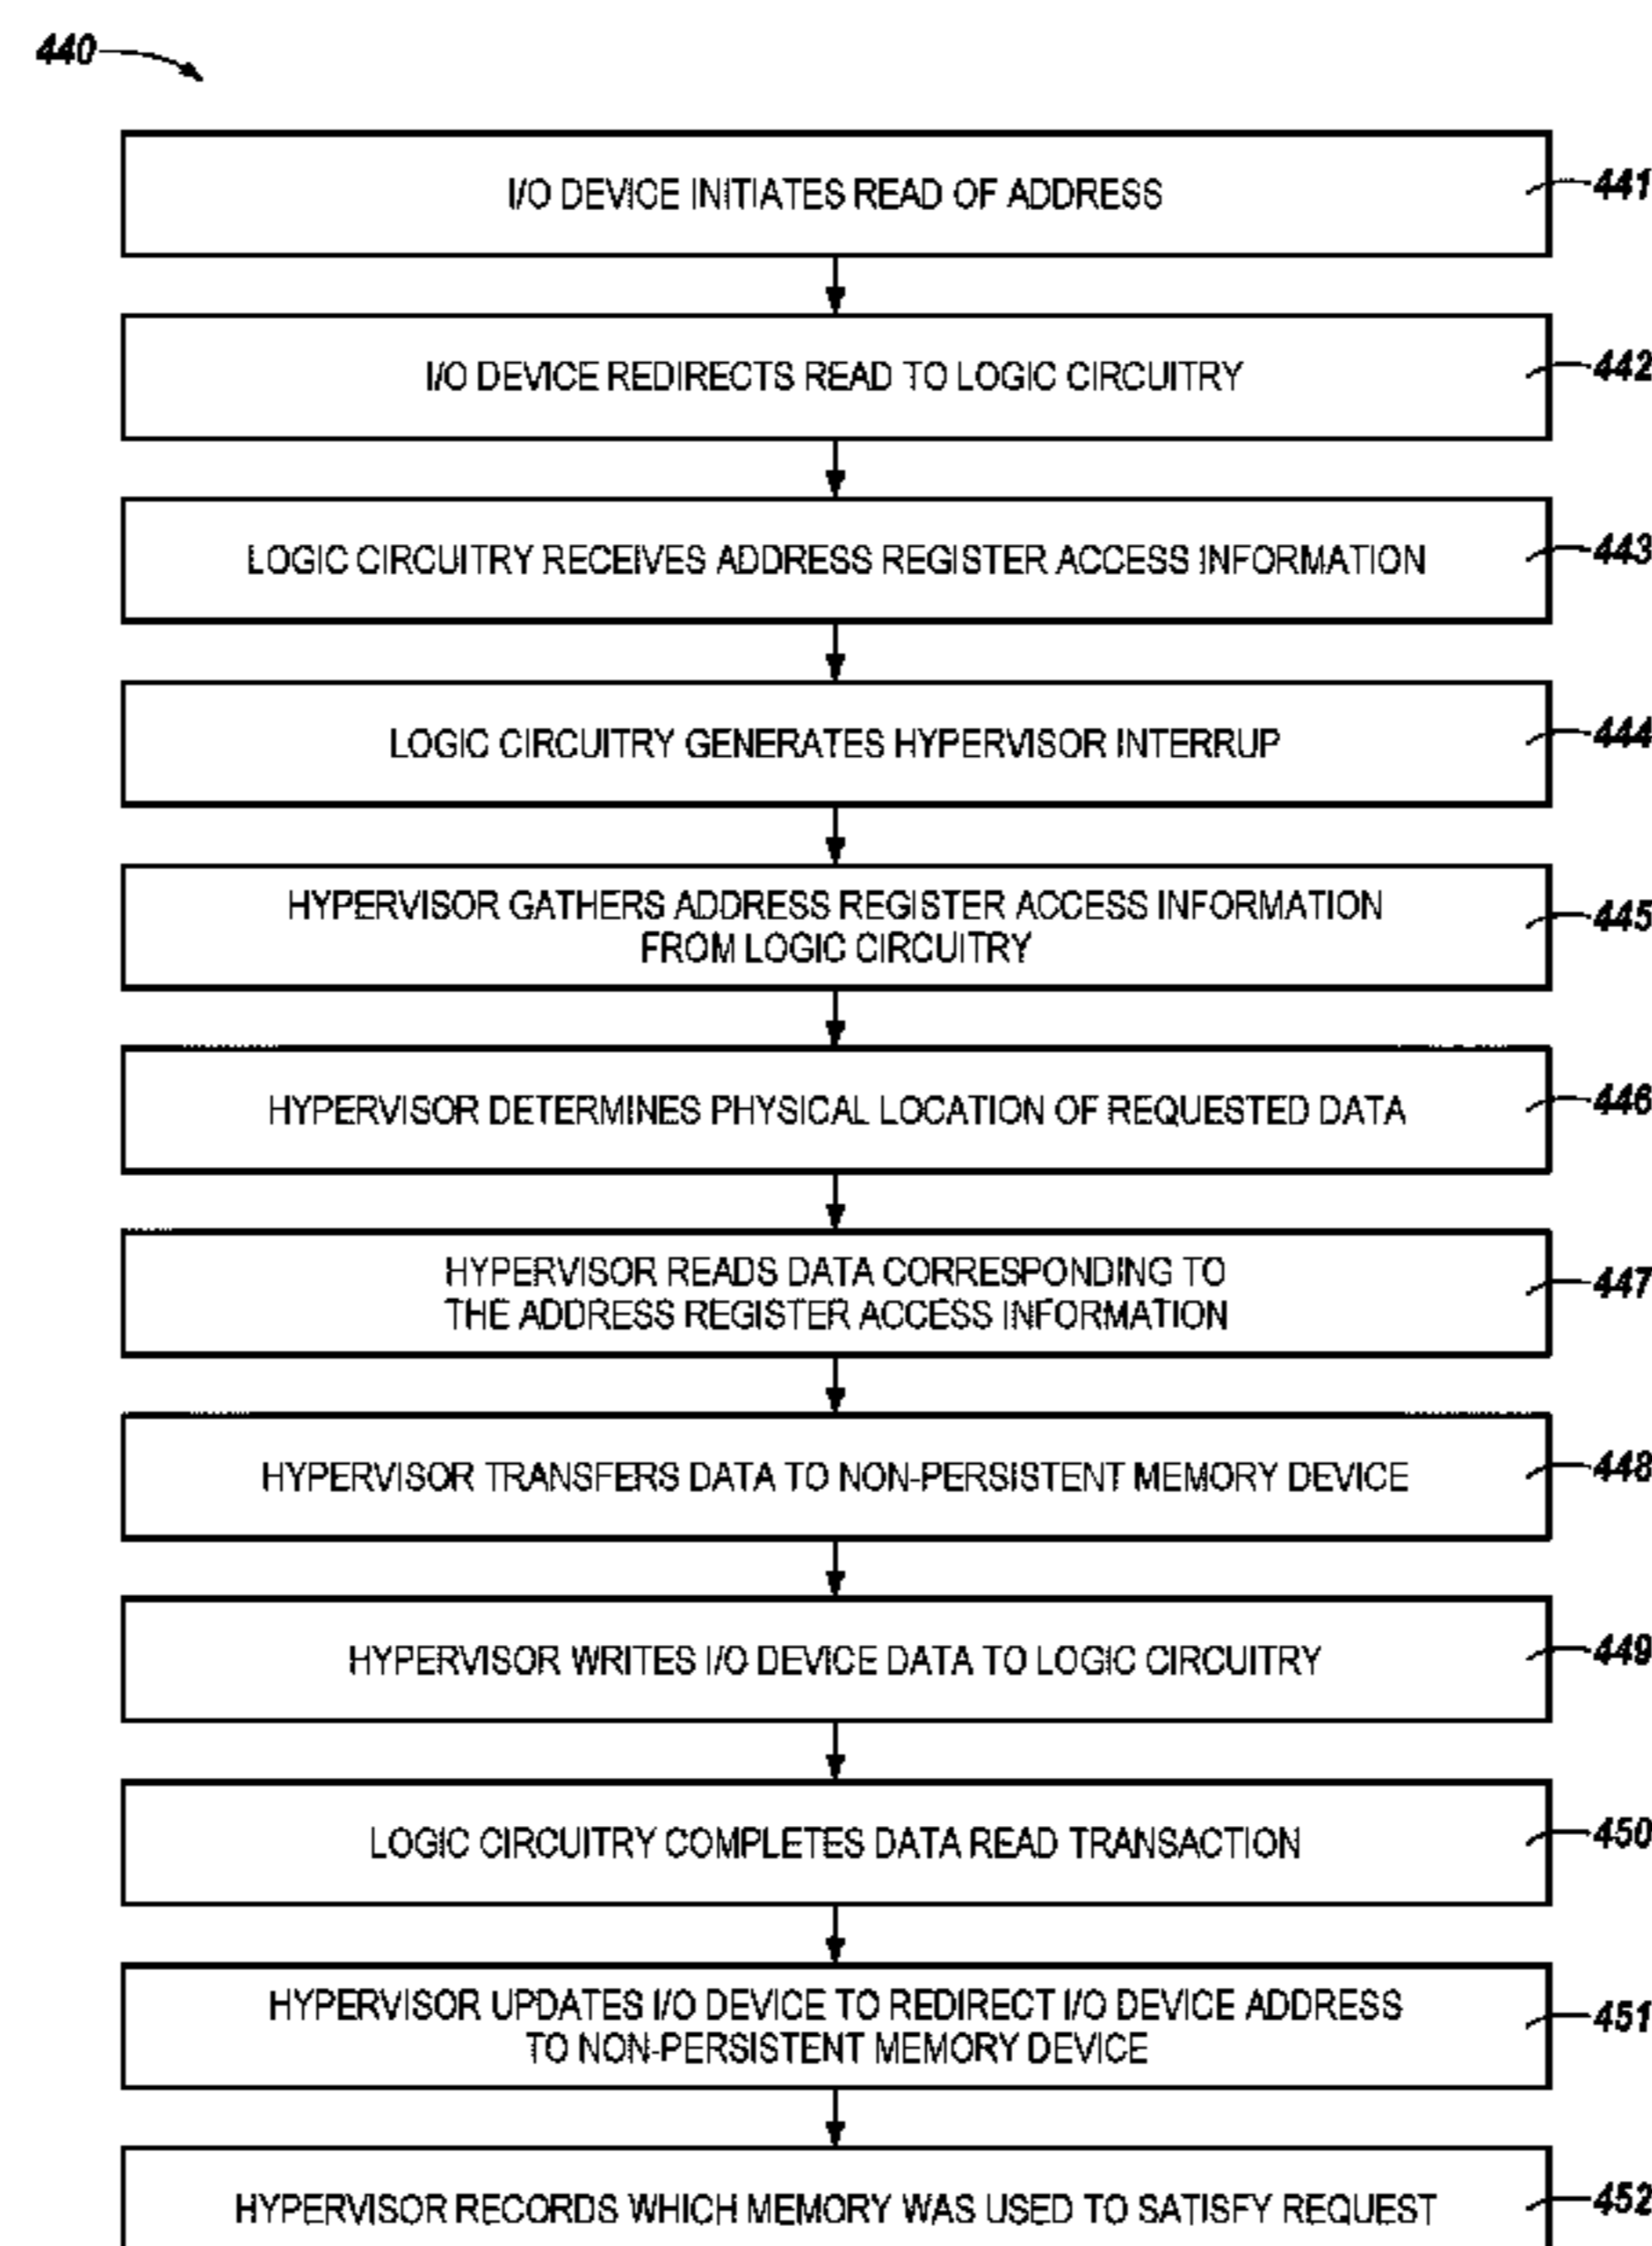 440
I/O DEVICE INITIATES READ OF ADDRESS
441
I/O DEVICE REDIRECTS READ TO LOGIC CIRCUITRY
442
LOGIC CIRCUITRY RECEIVES ADDRESS REGISTER ACCESS INFORMATION
443
LOGIC CIRCUITRY GENERATES HYPERVISOR INTERRUP
444
HYPERVISOR GATHERS ADDRESS REGISTER ACCESS INFORMATION
FROM LOGIC CIRCUITRY
445
HYPERVISOR DETERMINES PHYSICAL LOCATION OF REQUESTED DATA
446
HYPERVISOR READS DATA CORRESPONDING TO
THE ADDRESS REGISTER ACCESS INFORMATION
447
HYPERVISOR TRANSFERS DATA TO NON-PERSISTENT MEMORY DEVICE
448
HYPERVISOR WRITES I/O DEVICE DATA TO LOGIC CIRCUITRY
449
LOGIC CIRCUITRY COMPLETES DATA READ TRANSACTION
450
HYPERVISOR UPDATES I/O DEVICE TO REDIRECT I/O DEVICE ADDRESS
TO NON-PERSISTENT MEMORY DEVICE
451
HYPERVISOR RECORDS WHICH MEMORY WAS USED TO SATISFY REQUEST
452